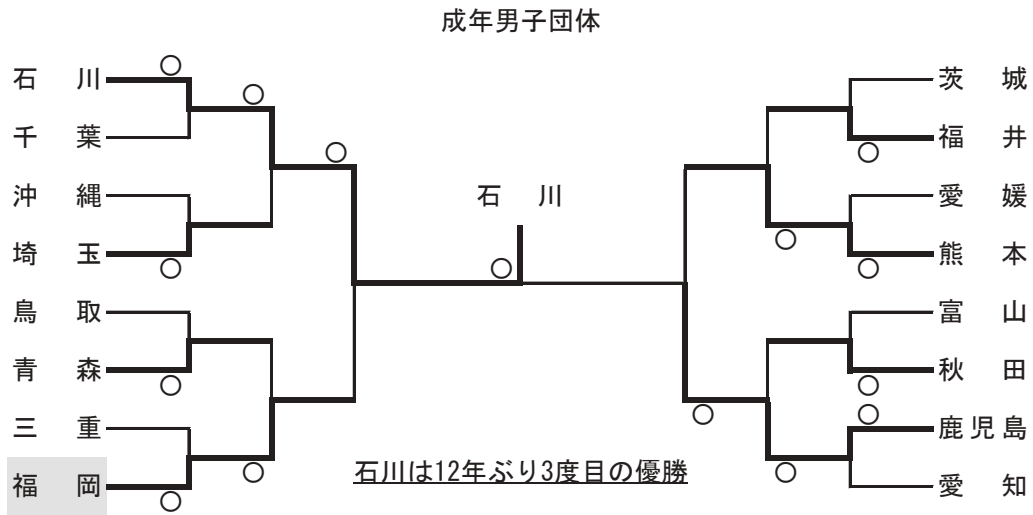 成年男子団体
石川
千葉
沖縄
埼玉
鳥取
青森
三重
福岡
石川
石川は12年ぶり3度目の優勝
茨城
福井
愛媛
熊本
富山
秋田
鹿児島
愛知